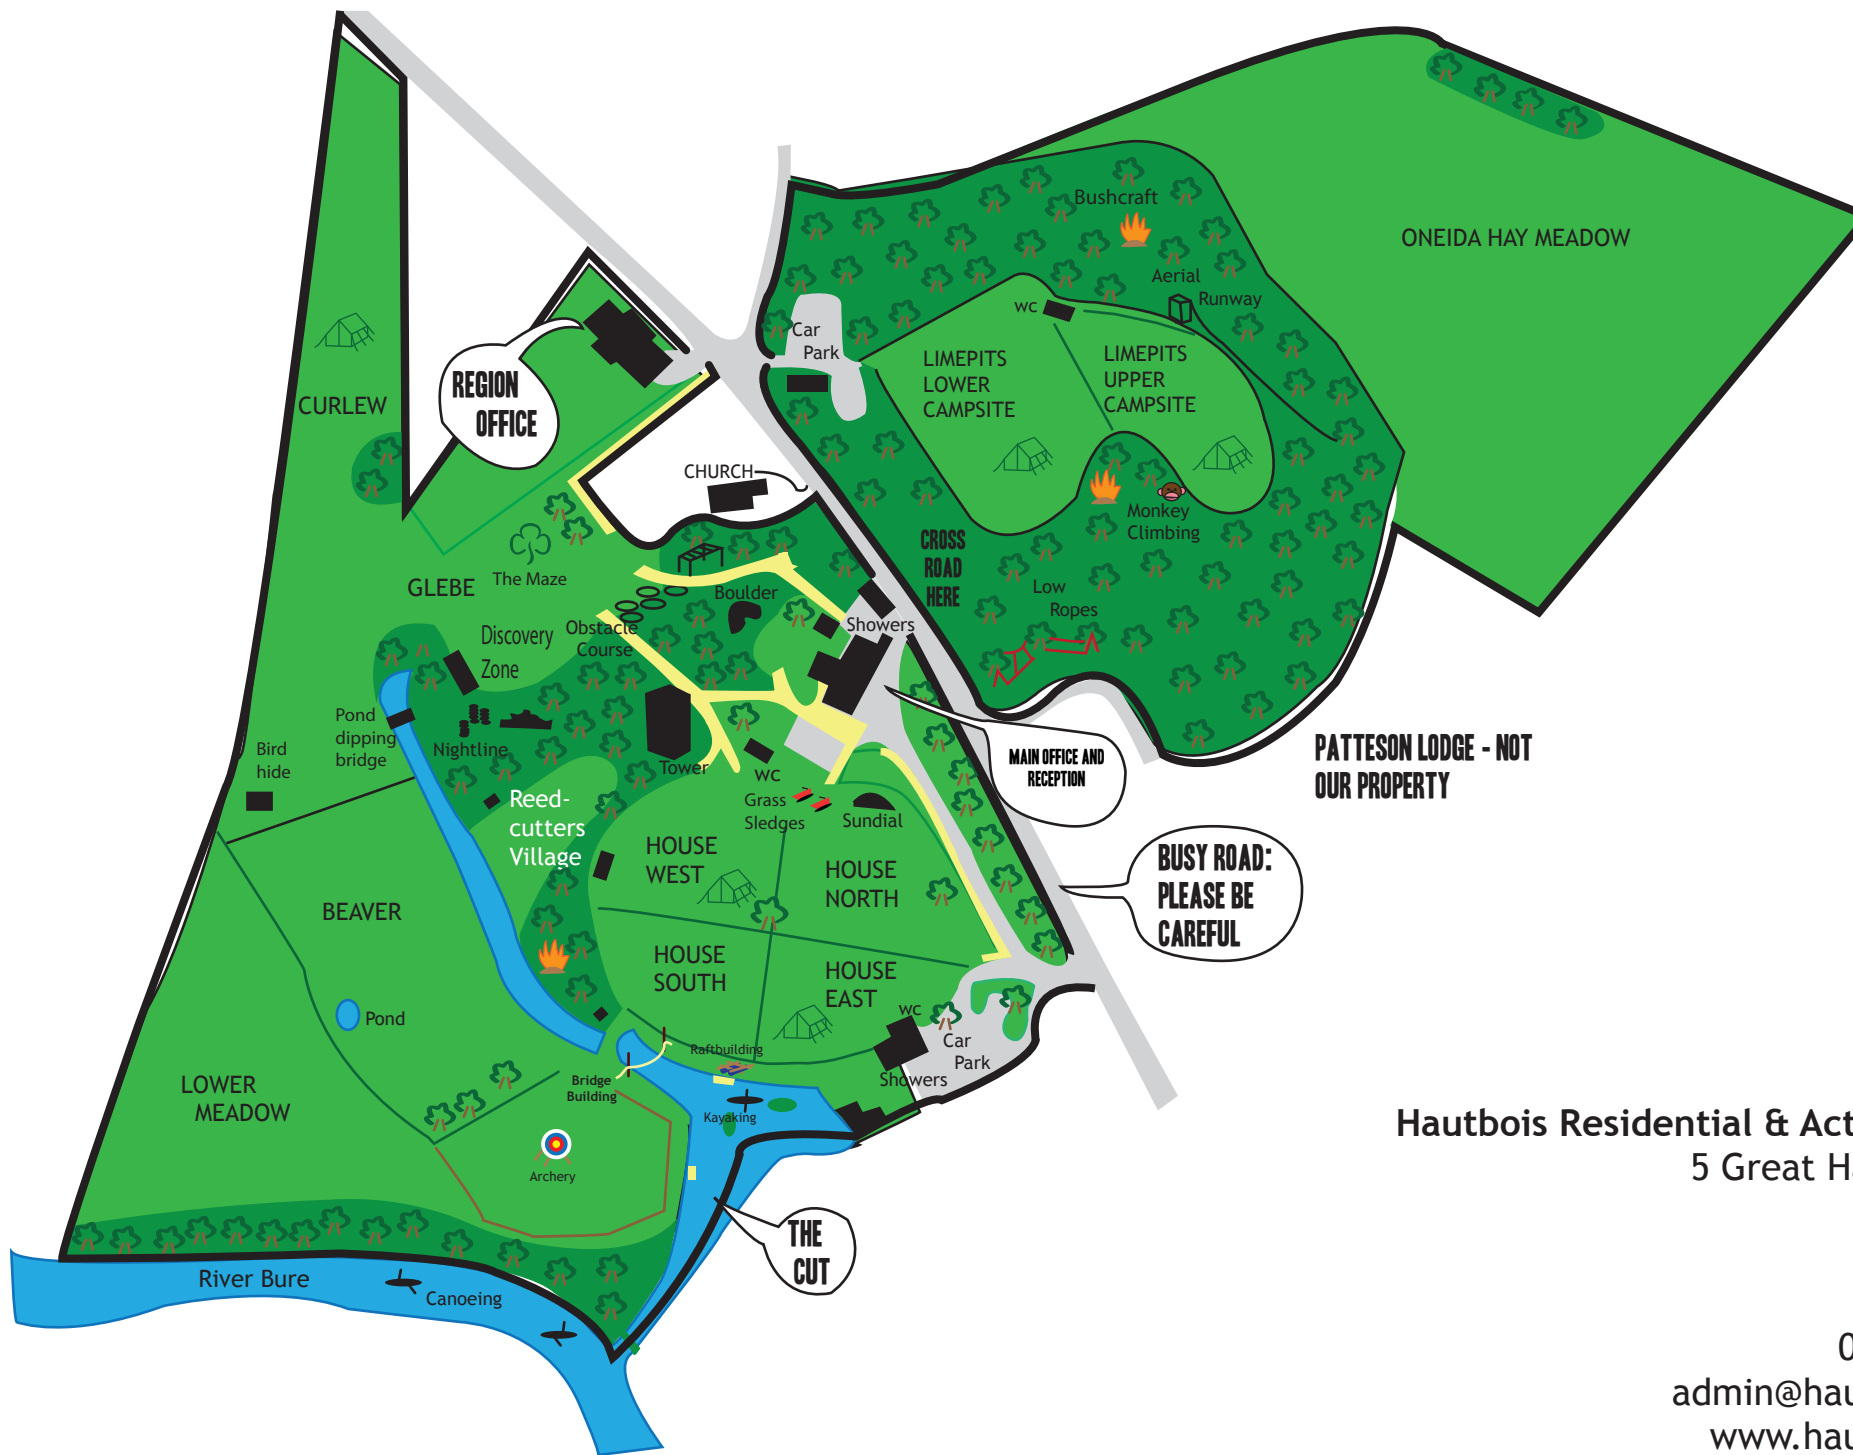 Bushcraft
ONEIDA HAY MEADOW
Aerial
Runway
WC
Car
Park
LIMEPITS
LOWER
CAMPSITE
LIMEPITS
UPPER
CAMPSITE
REGION
OFFICE
CURLEW
CHURCH
Monkey
Climbing
CROSS
ROAD
HERE
The Maze
GLEBE
Boulder
Low
Ropes
Showers
Discovery
Zone
Obstacle
Course
Pond
dipping
bridge
Bird
hide
Nightline
Tower
WC
MAIN OFFICE AND
RECEPTION
PATTESON LODGE - NOT
OUR PROPERTY
Reed-
cutters
Village
Grass
Sledges
Sundial
HOUSE
WEST
HOUSE
NORTH
BUSY ROAD:
PLEASE BE
CAREFUL
BEAVER
HOUSE
SOUTH
HOUSE
EAST
WC
Pond
Car
Park
Raftbuilding
Showers
Bridge
Building
LOWER
MEADOW
Kayaking
Archery
Hautbois Residential & Act
5 Great Ha
THE
CUT
River Bure
Canoeing
0
admin@hau
www.hau